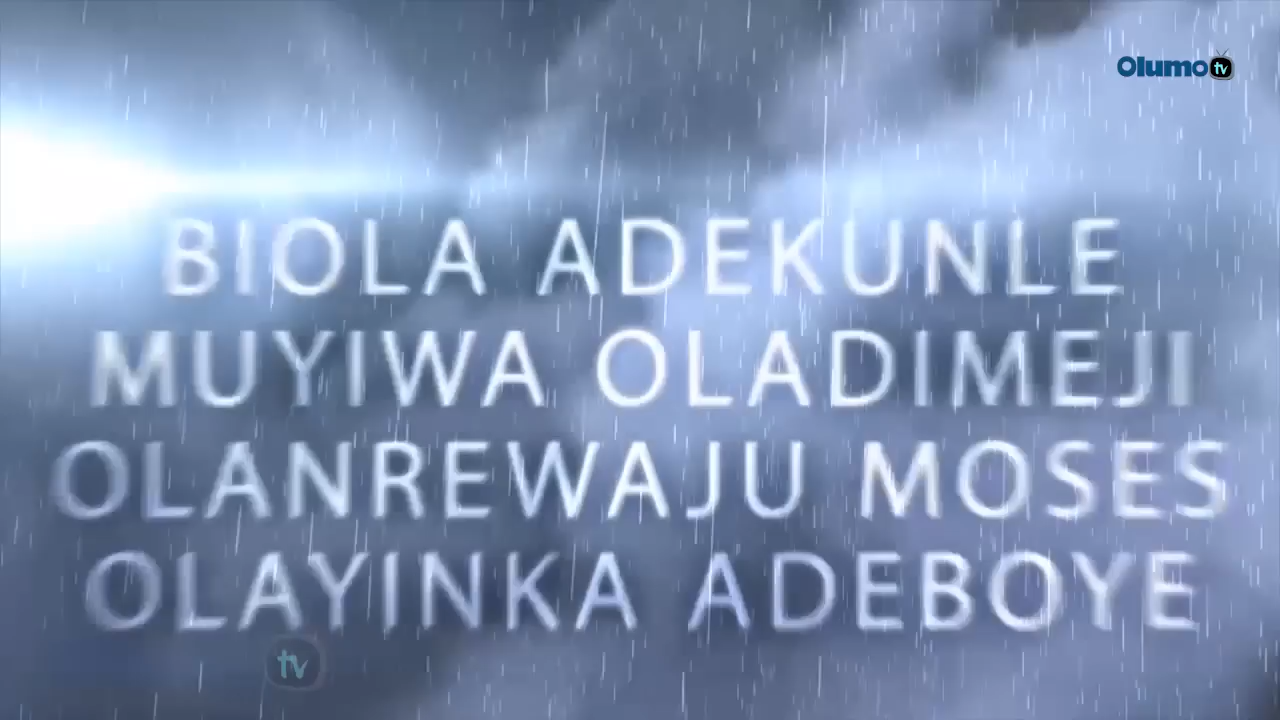 Olumo tv
BIOLA ADEKUNLE
MUYIWA OLADIMEJI
OLANREWAJU MOSES
OLAYINKA ADEBOYE
tv